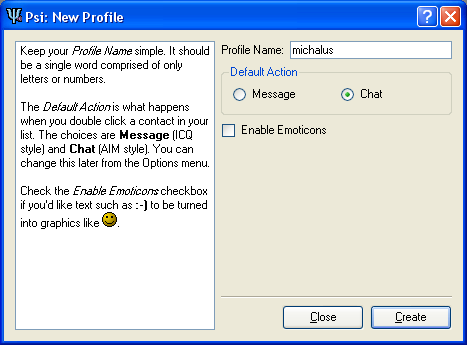 Psi: New Profile
Keep your Profile Name simple. It should
be a single word comprised of only
letters or numbers.
The Default Action is what happens
when you double click a contact in your
list. The choices are Message (ICQ
style) and Chat (AIM style). You can
change this later from the Options menu.
Check the Enable Emoticons checkbox
if you'd like text such as :-) to be turned
into graphics like .
Profile Name: michalus
Default Action
Message Chat
Enable Emoticons
Close Create